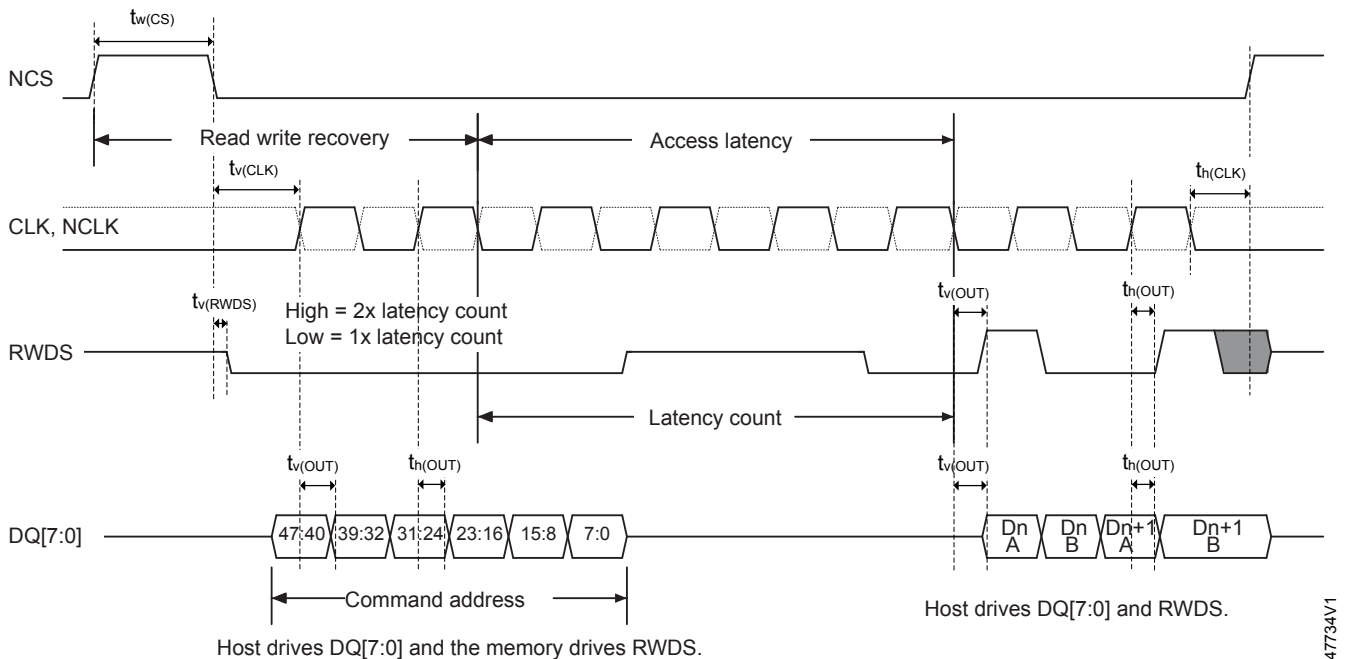 tw(CS)
NCS
Read write recovery
Access latency
tv(CLK)
th(CLK)
CLK, NCLK
tv(RWDS)
High = 2x latency count
Low = 1x latency count
tv(OUT)
th(OUT)
RWDS
Latency count
tv(OUT)
th(OUT)
tv(OUT)
th(OUT)
DQ[7:0]
47:40
39:32
31:24
23:16
15:8
7:0
Dn
A
Dn
B
Dn+1
A
Dn+1
B
Command address
Host drives DQ[7:0] and RWDS.
Host drives DQ[7:0] and the memory drives RWDS.
47734V1